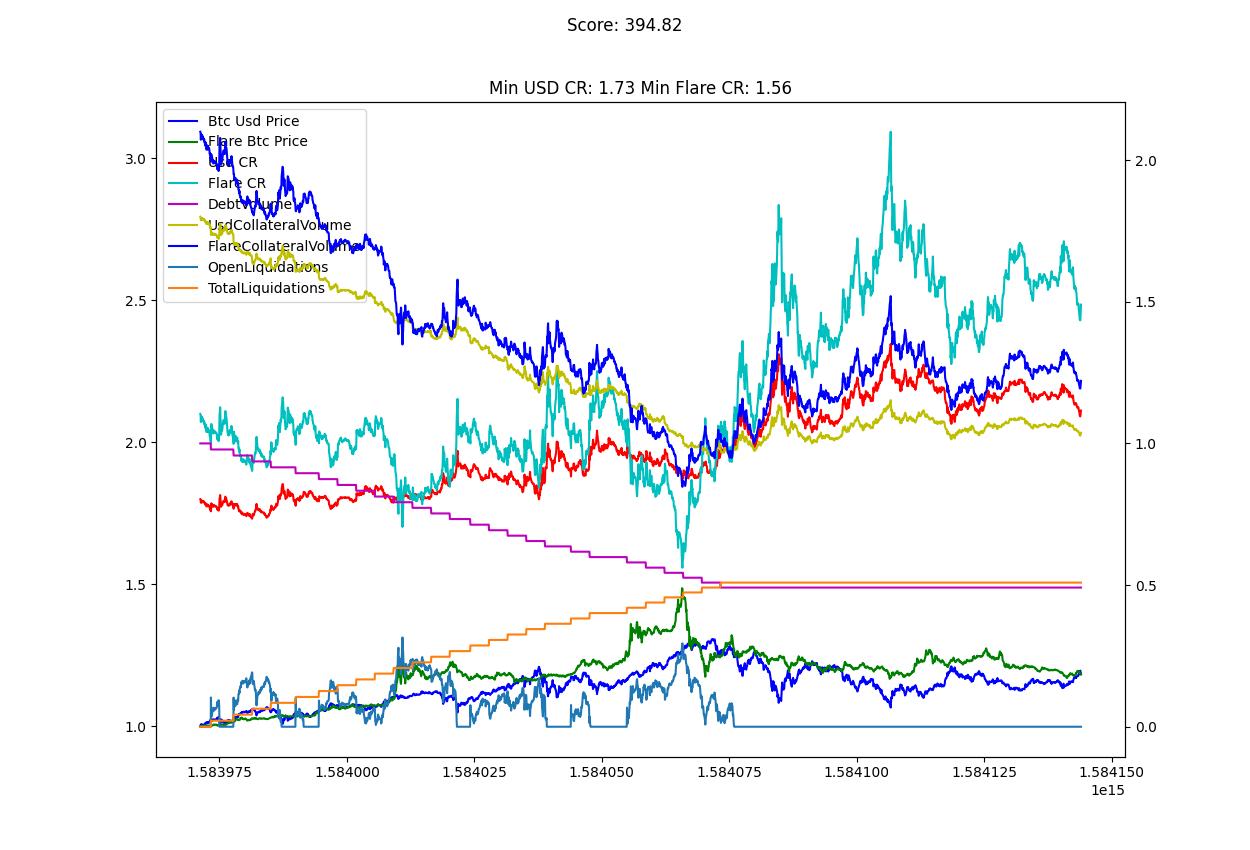 Score: 394.82
Min USD CR: 1.73 Min Flare CR: 1.56
Btc Usd Price
Flare Btc Price
Usd CR
Flare CR
DebtVolume
UsdCollateralVolume
FlareCollateralVolume
OpenLiquidations
TotalLiquidations
3.0
2.5
2.0
1.5
1.0
2.0
1.5
1.0
0.5
0.0
1.583975 1.584000 1.584025 1.584050 1.584075 1.584100 1.584125 1.584150
1e15